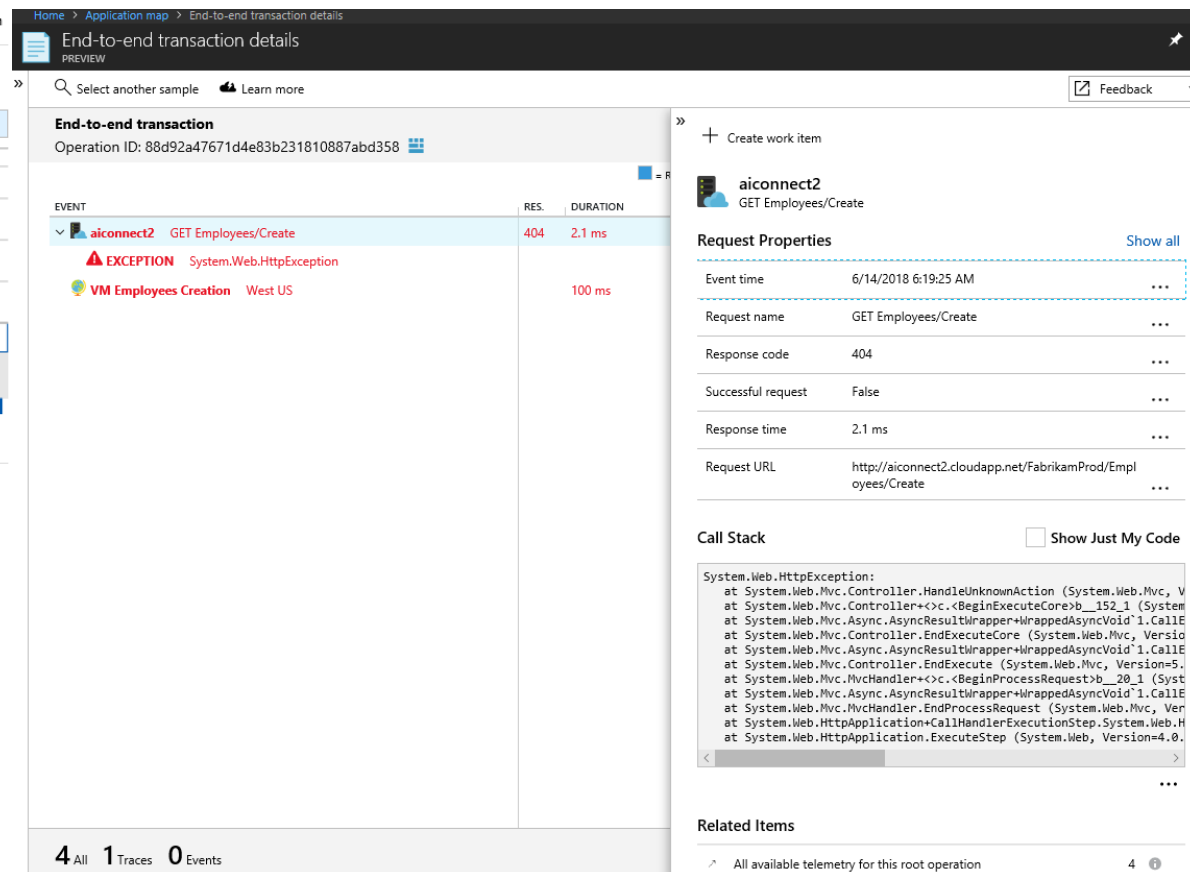 Home > Application map > End-to-end transaction details
End-to-end transaction details
PREVIEW
Select another sample Learn more
Feedback
End-to-end transaction
Operation ID: 88d92a47671d4e83b231810887abd358
= R
EVENT RES. DURATION
aiconnect2 GET Employees/Create 404 2.1 ms
EXCEPTION System.Web.HttpException
VM Employees Creation West US 100 ms
4 All 1 Traces 0 Events
Create work item
aiconnect2
GET Employees/Create
Request Properties Show all
Event time 6/14/2018 6:19:25 AM ...
Request name GET Employees/Create ...
Response code 404 ...
Successful request False ...
Response time 2.1 ms ...
Request URL http://aiconnect2.cloudapp.net/FabrikamProd/Empl
oyees/Create ...
Call Stack Show Just My Code
System.Web.HttpException:
at System.Web.Mvc.Controller.HandleUnknownAction (System.Web.Mvc, V
at System.Web.Mvc.Controller+<>c.<BeginExecuteCore>b__152_1 (System
at System.Web.Mvc.Async.AsyncResultWrapper+WrappedAsyncVoid`1.CallE
at System.Web.Mvc.Controller.EndExecuteCore (System.Web.Mvc, Versio
at System.Web.Mvc.Async.AsyncResultWrapper+WrappedAsyncVoid`1.CallE
at System.Web.Mvc.Controller.EndExecute (System.Web.Mvc, Version=5.
at System.Web.Mvc.MvcHandler+<>c.<BeginProcessRequest>b__20_1 (Syst
at System.Web.Mvc.Async.AsyncResultWrapper+WrappedAsyncVoid`1.CallE
at System.Web.Mvc.MvcHandler.EndProcessRequest (System.Web.Mvc, Ver
at System.Web.HttpApplication+CallHandlerExecutionStep.System.Web.H
at System.Web.HttpApplication.ExecuteStep (System.Web, Version=4.0.
...
Related Items
All available telemetry for this root operation 4